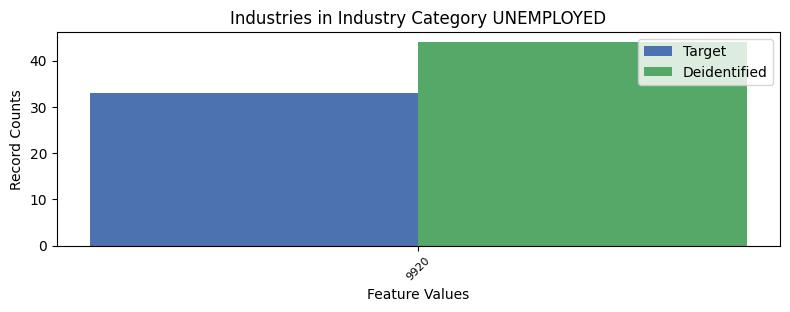 Industries in Industry Category UNEMPLOYED
Target
Deidentified
Record Counts
40
30
20
10
0
9920
Feature Values